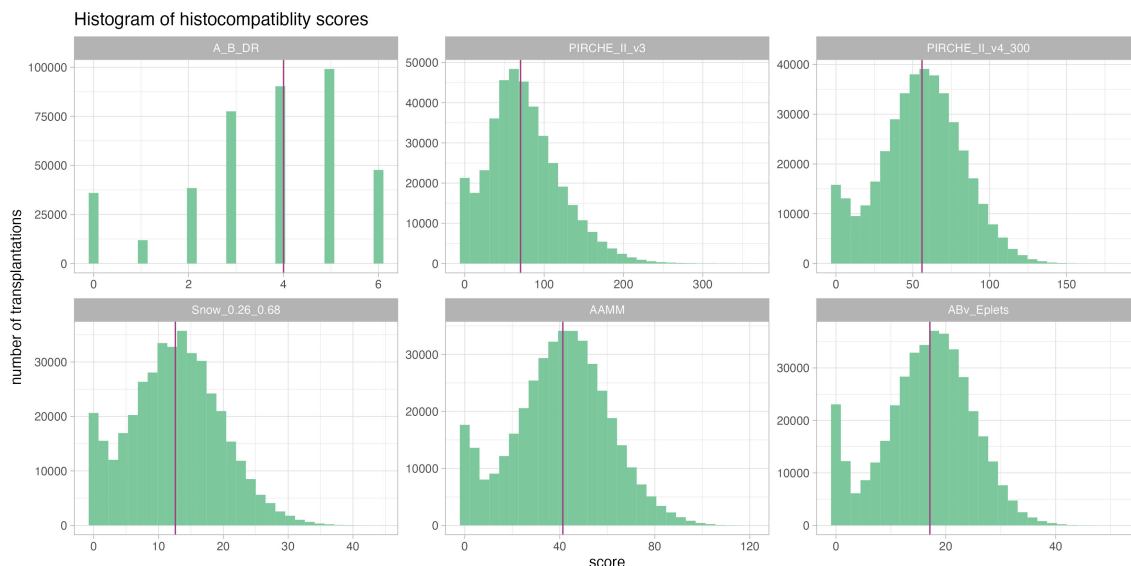 Histogram of histocompatiblity scores
A_B_DR
PIRCHE_II_v3
PIRCHE_II_v4_300
100000
75000
50000
25000
0
0 2 4 6
50000
40000
30000
20000
10000
0
0 100 200 300
40000
30000
20000
10000
0
0 50 100 150
number of transplantations
Snow_0.26_0.68
AAMM
ABv_Eplets
30000
20000
10000
0
0 10 20 30 40
30000
20000
10000
0
0 40 80 120
30000
20000
10000
0
0 20 40
score